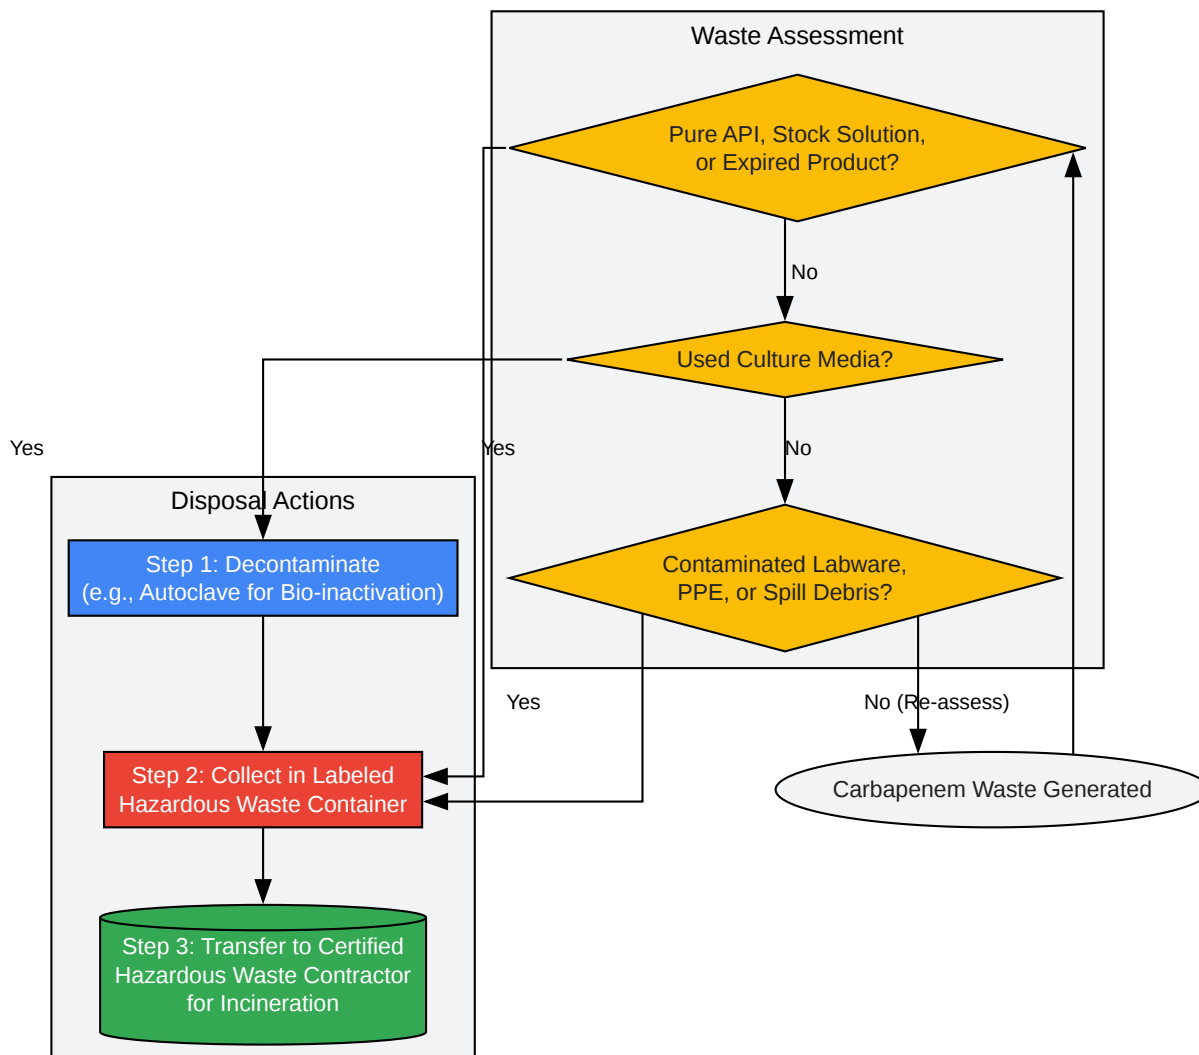 Waste Assessment
Pure API, Stock Solution,
or Expired Product?
No
Used Culture Media?
Yes
Yes
No
Disposal Actions
Contaminated Labware,
PPE, or Spill Debris?
Step 1: Decontaminate
(e.g., Autoclave for Bio-inactivation)
Yes
No (Re-assess)
Step 2: Collect in Labeled
Hazardous Waste Container
Carbapenem Waste Generated
Step 3: Transfer to Certified
Hazardous Waste Contractor
for Incineration